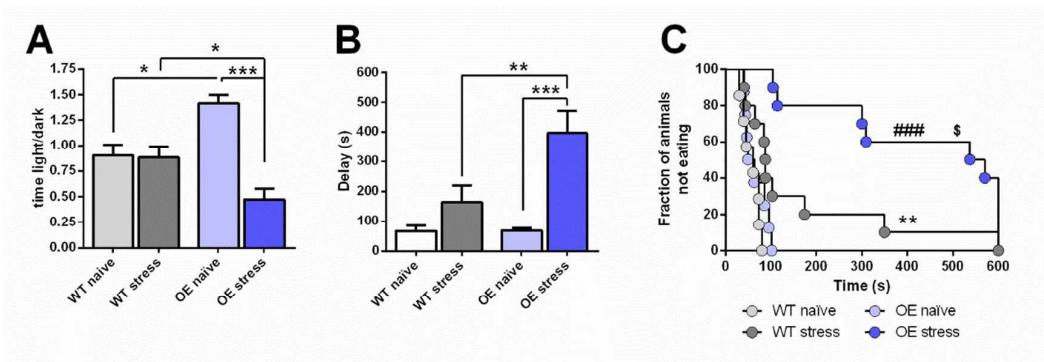 A
time light/dark
1.75
1.50
1.25
1.00
0.75
0.50
0.25
0.00
*
*
***
WT naïve
WT stress
OE naïve
OE stress
B
Delay (s)
600
500
400
300
200
100
0
**
***
WT naïve
WT stress
OE naïve
OE stress
C
Fraction of animals
not eating
100
80
60
40
20
0
### $
**
0 100 200 300 400 500 600
Time (s)
WT naïve OE naïve
WT stress OE stress